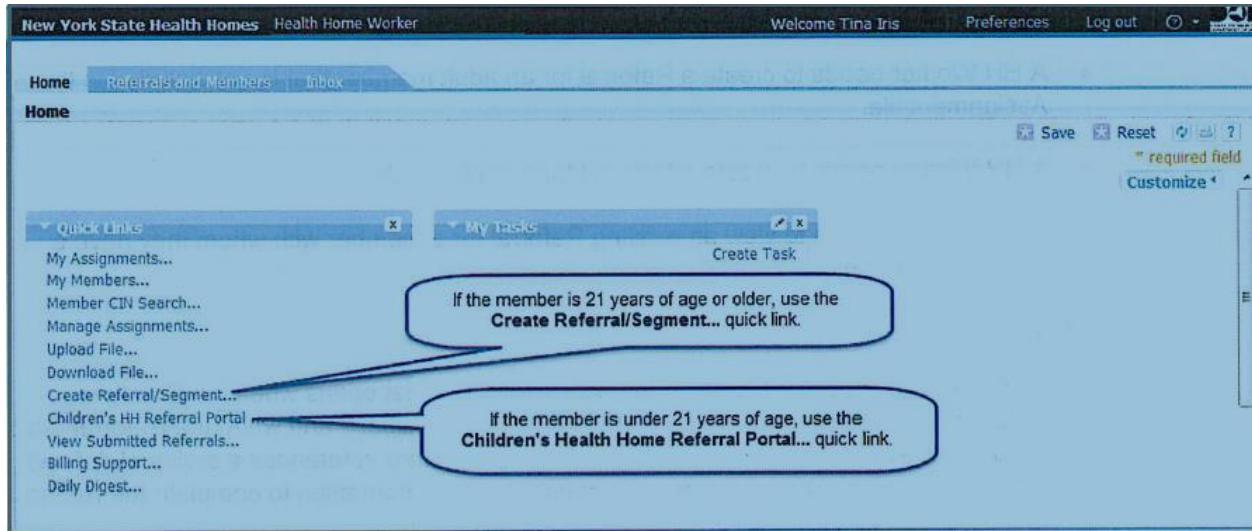 New York State Health Homes Health Home Worker Welcome Tina Iris Preferences Log out
Home Referrals and Members Inbox
Home
Save Reset ?
* required field
Customize
Quick Links
My Assignments...
My Members...
Member CIN Search...
Manage Assignments...
Upload File...
Download File...
Create Referral/Segment...
Children's HH Referral Portal
View Submitted Referrals...
Billing Support...
Daily Digest...
My Tasks
Create Task
If the member is 21 years of age or older, use the
Create Referral/Segment... quick link.
If the member is under 21 years of age, use the
Children's Health Home Referral Portal... quick link.